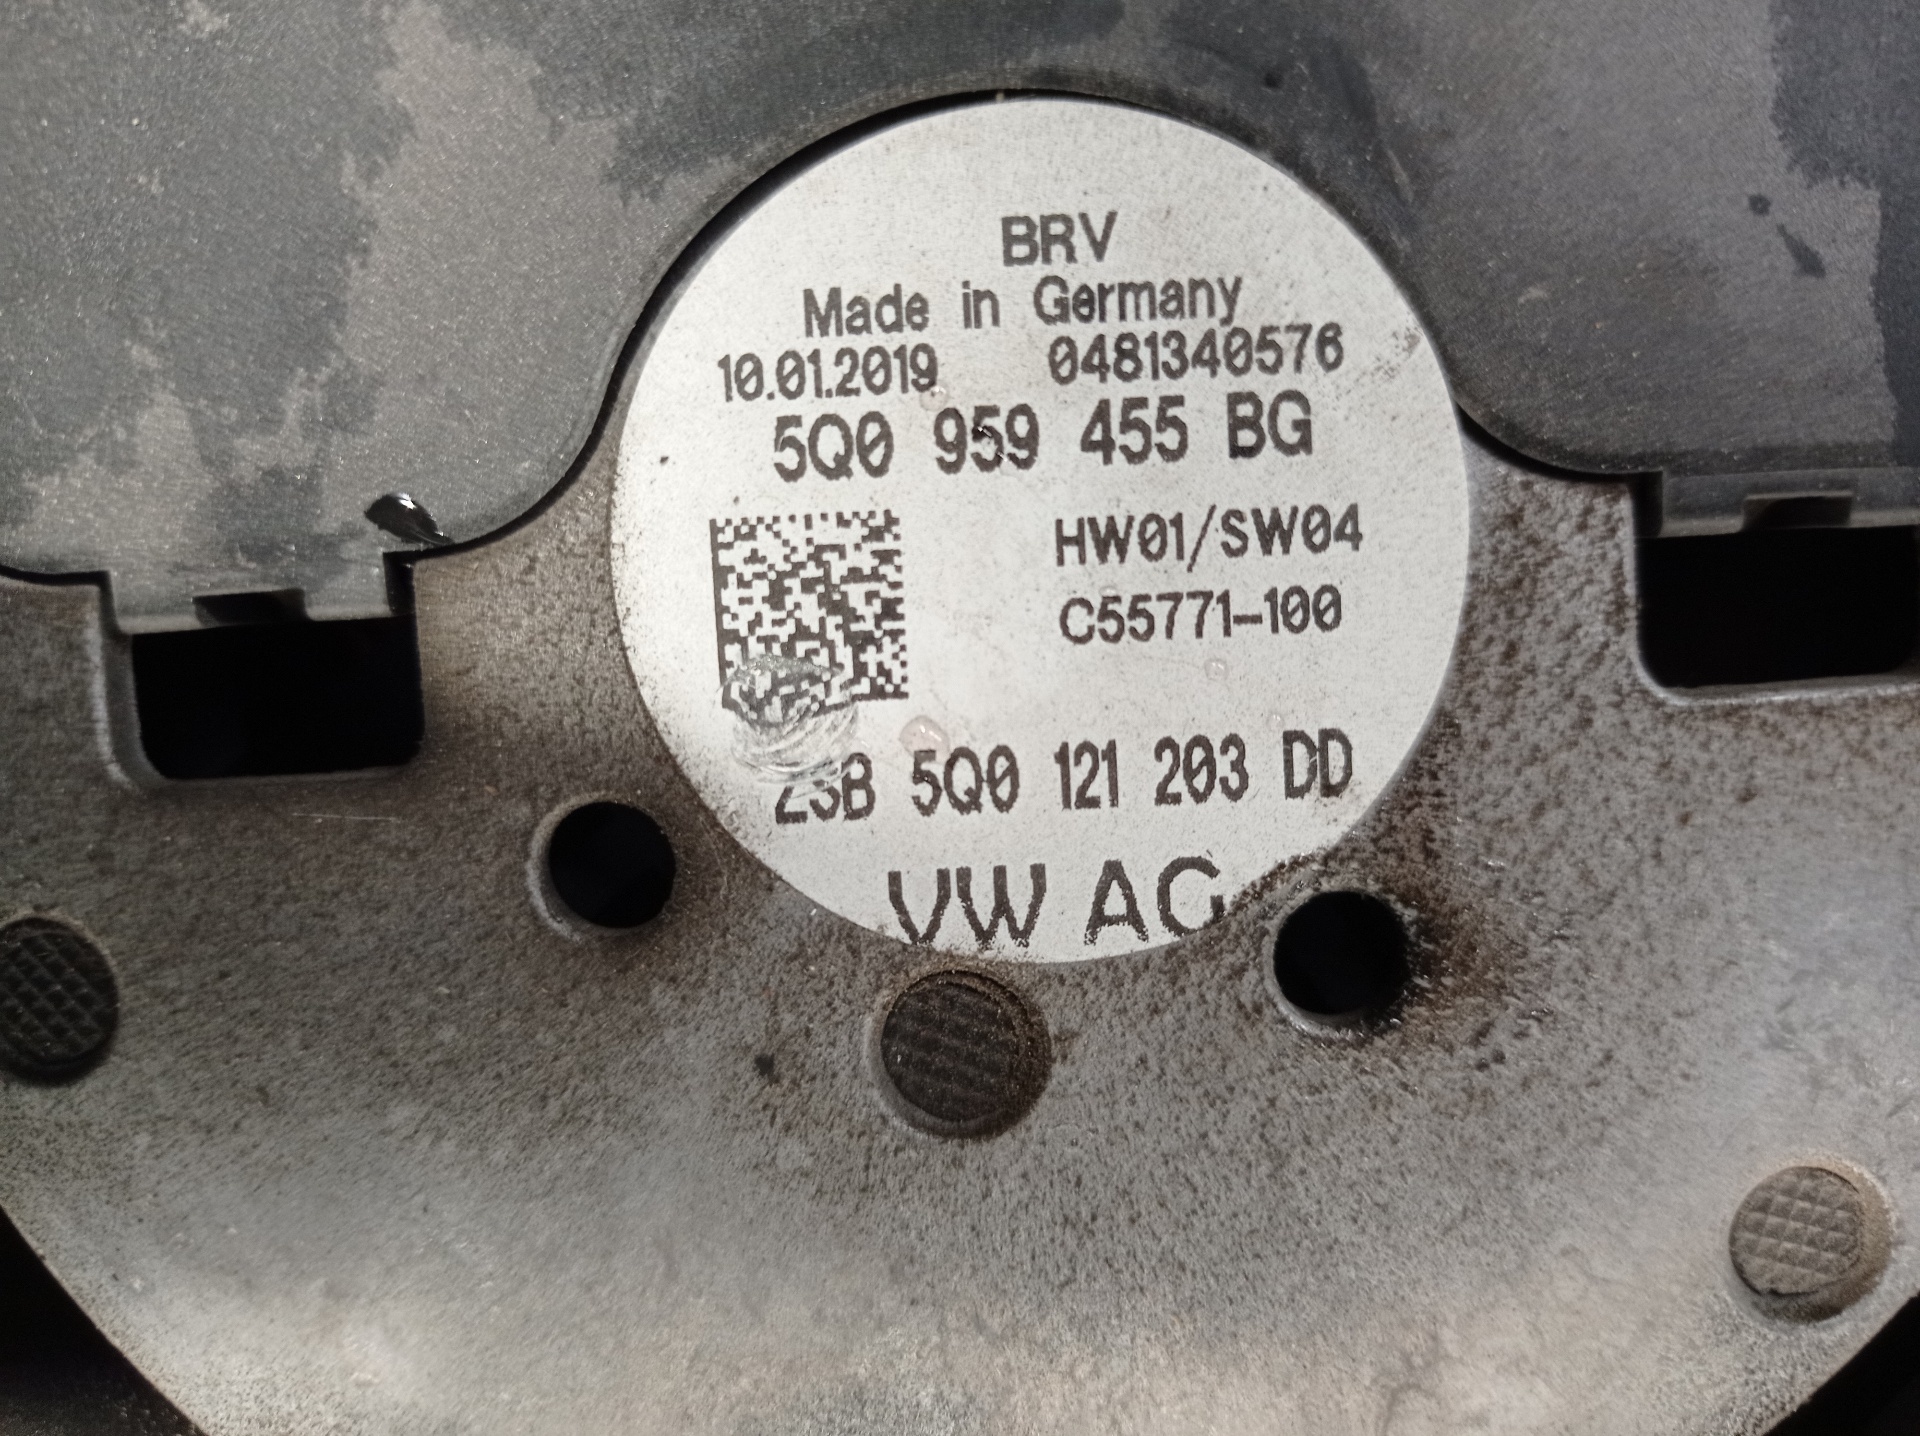 BRV
Made in Germany
10.01.2019 0481340576
5Q0 959 455 BG
HW01/SW04
C55771-100
ZSB 5Q0 121 203 DD
VW AG